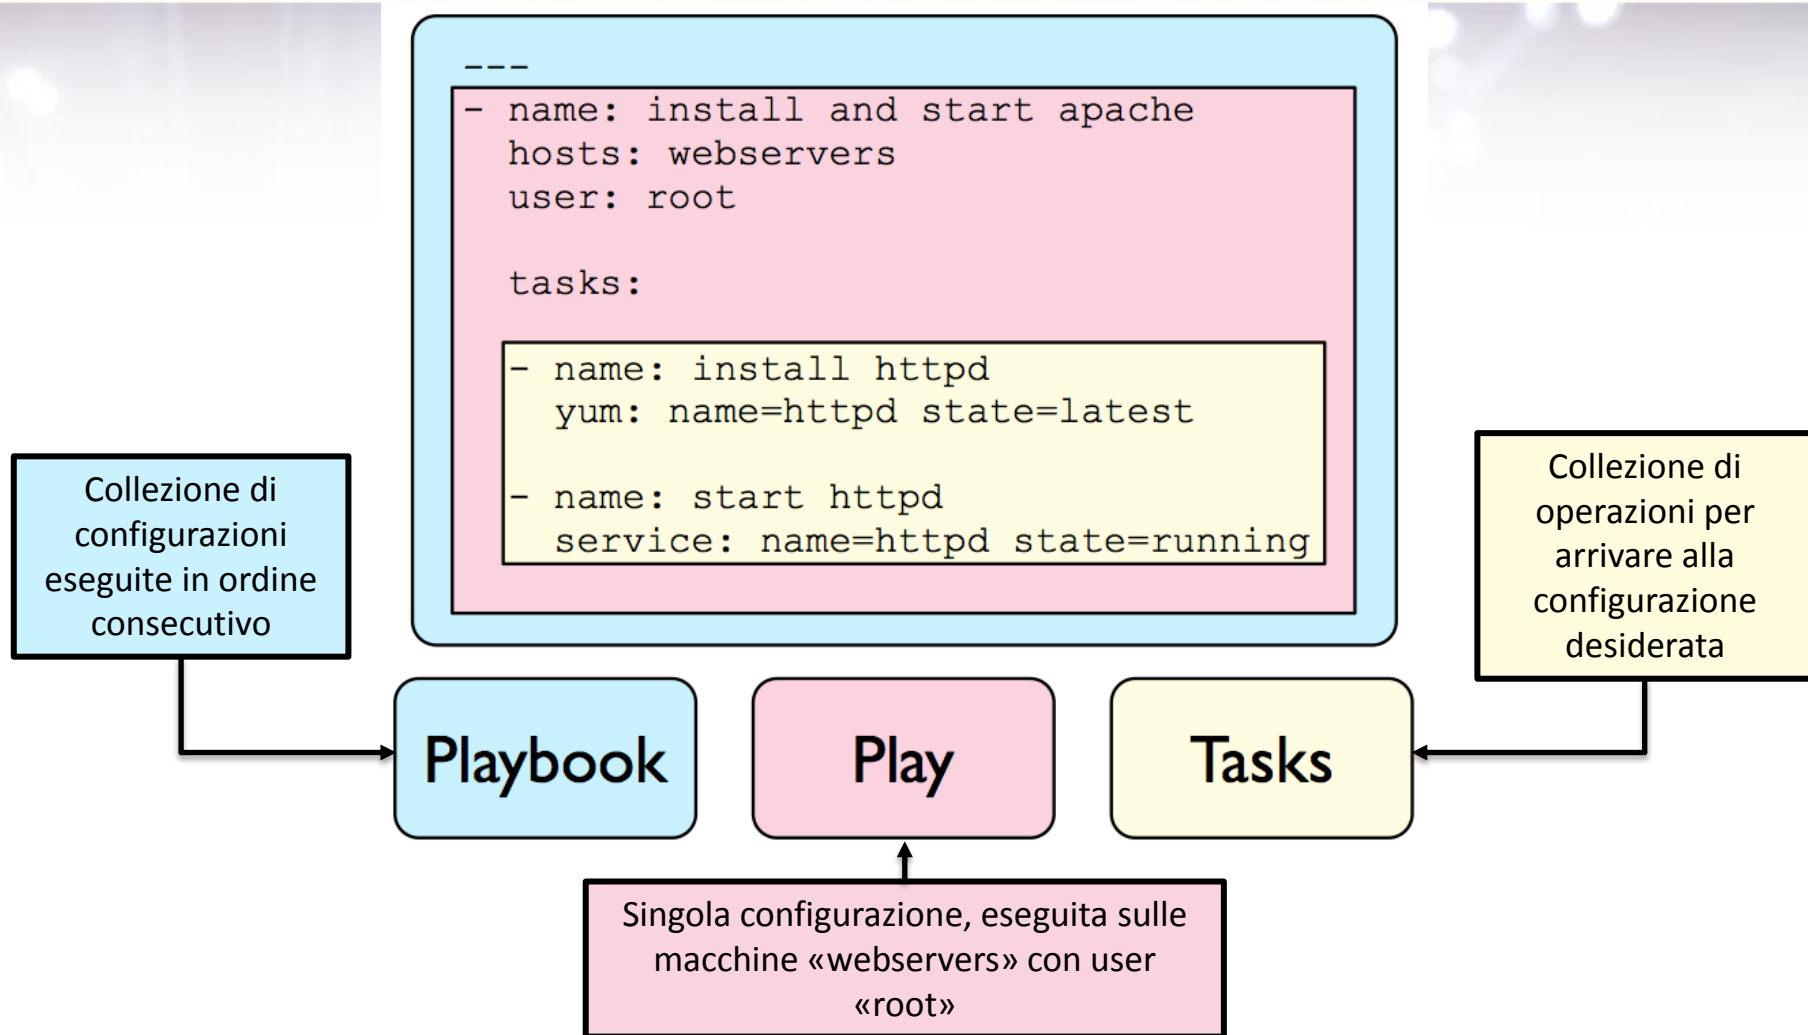 ---
- name: install and start apache
hosts: webservers
user: root
tasks:
- name: install httpd
yum: name=httpd state=latest
- name: start httpd
service: name=httpd state=running
Collezione di
configurazioni
eseguite in ordine
consecutivo
Collezione di
operazioni per
arrivare alla
configurazione
desiderata
Playbook
Play
Tasks
Singola configurazione, eseguita sulle
macchine «webservers» con user
«root»